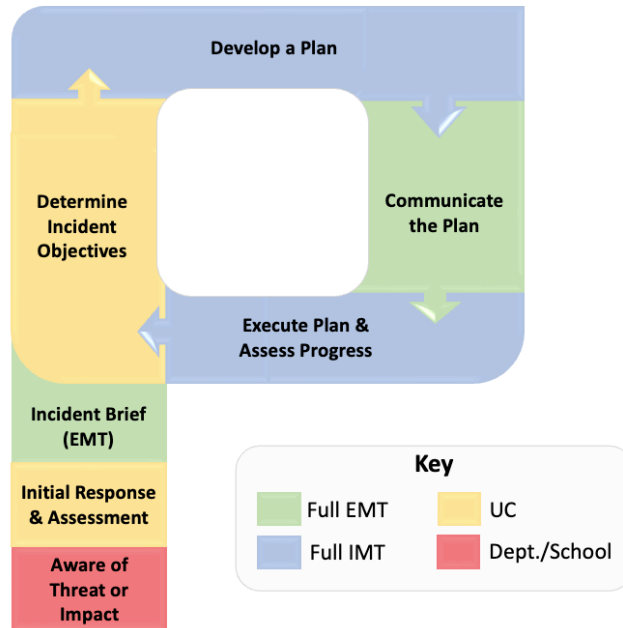 Develop a Plan
Determine
Incident
Objectives
Communicate
the Plan
Execute Plan &
Assess Progress
Incident Brief
(EMT)
Initial Response
& Assessment
Aware of
Threat or
Impact
Key
Full EMT
UC
Full IMT
Dept./School